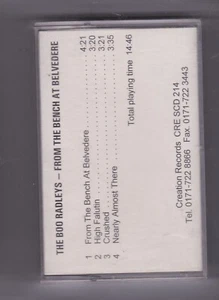 THE BOO RADLEYS – FROM THE BENCH AT BELVEDERE
1 From The Bench At Belvedere ........ 4:21
2 High Falutin ........ 3:20
3 Crushed ........ 3:21
4 Nearly Almost There ........ 3:35
Total playing time 14:46
Creation Records CRE SCD 214
Tel. 0171-722 8866 Fax. 0171-722 3443